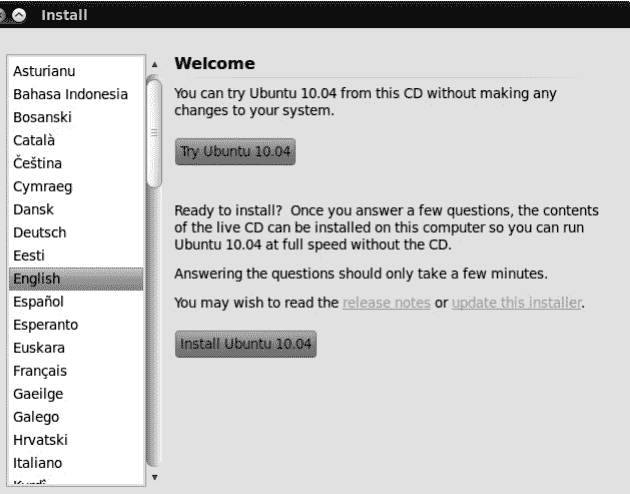 Install
Asturianu
Bahasa Indonesia
Bosanski
Català
Čeština
Cymraeg
Dansk
Deutsch
Eesti
English
Español
Esperanto
Euskara
Français
Gaeilge
Galego
Hrvatski
Italiano
Kurdî
Welcome
You can try Ubuntu 10.04 from this CD without making any
changes to your system.
Try Ubuntu 10.04
Ready to install?  Once you answer a few questions, the contents
of the live CD can be installed on this computer so you can run
Ubuntu 10.04 at full speed without the CD.
Answering the questions should only take a few minutes.
You may wish to read the release notes or update this installer.
Install Ubuntu 10.04